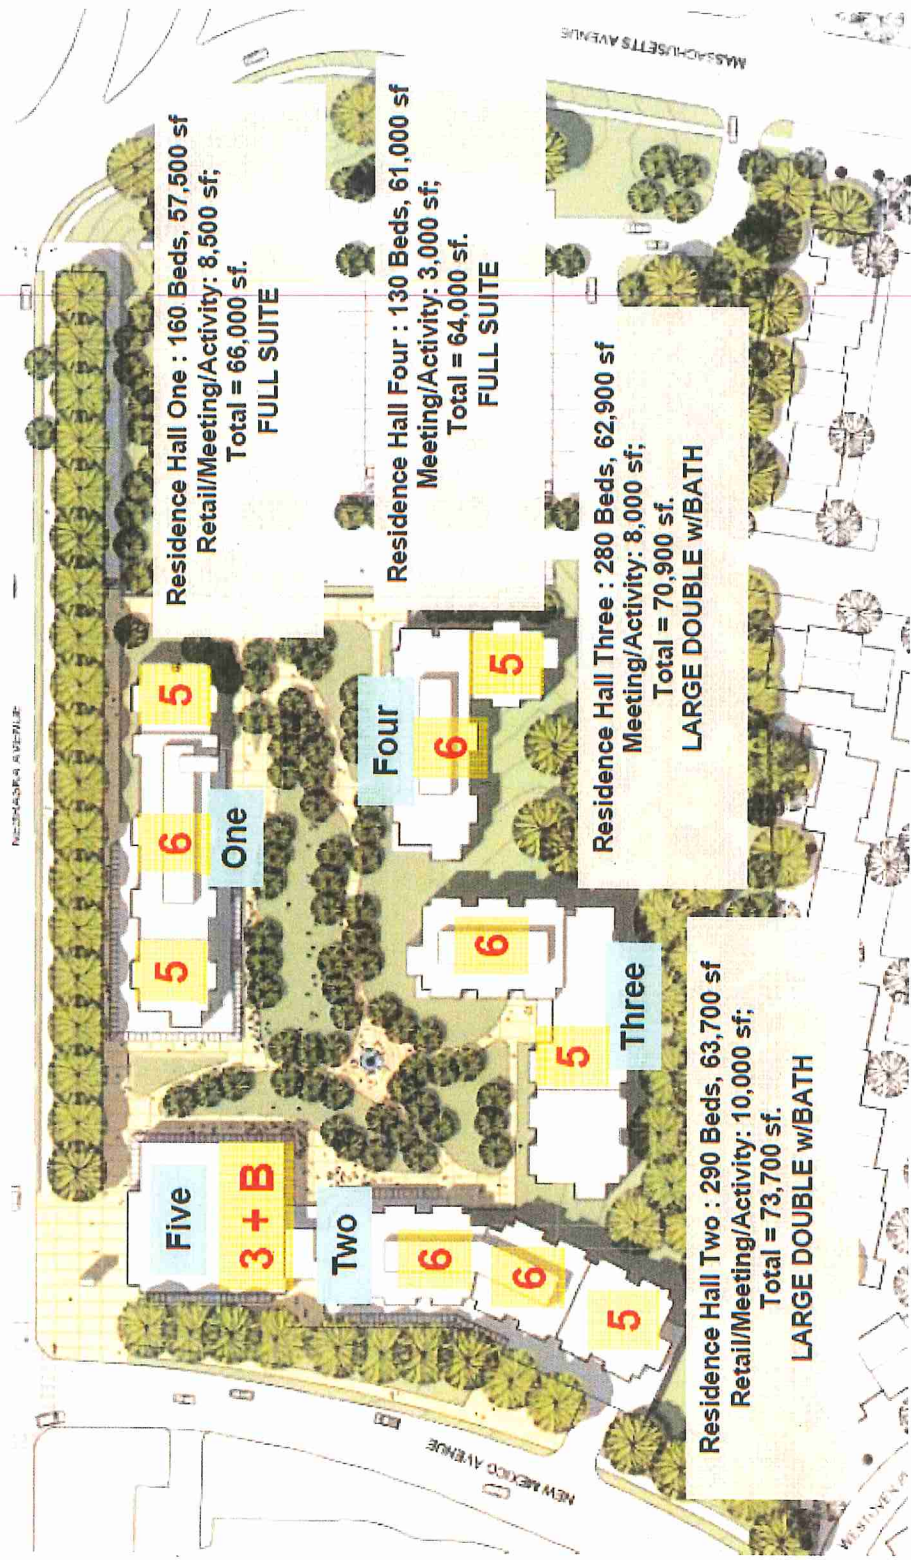 MASSACHUSETTS AVENUE
NEBRASKA AVENUE
Residence Hall One : 160 Beds, 57,500 sf
Retail/Meeting/Activity: 8,500 sf;
Total = 66,000 sf.
FULL SUITE
Residence Hall Four : 130 Beds, 61,000 sf
Meeting/Activity: 3,000 sf;
Total = 64,000 sf.
FULL SUITE
Residence Hall Three : 280 Beds, 62,900 sf
Meeting/Activity: 8,000 sf;
Total = 70,900 sf.
LARGE DOUBLE w/BATH
Residence Hall Two : 290 Beds, 63,700 sf
Retail/Meeting/Activity: 10,000 sf;
Total = 73,700 sf.
LARGE DOUBLE w/BATH
Five
3 + B
5
6
5
One
Two
6
6
5
Four
6
5
6
5
Three
NEW MEXICO AVENUE